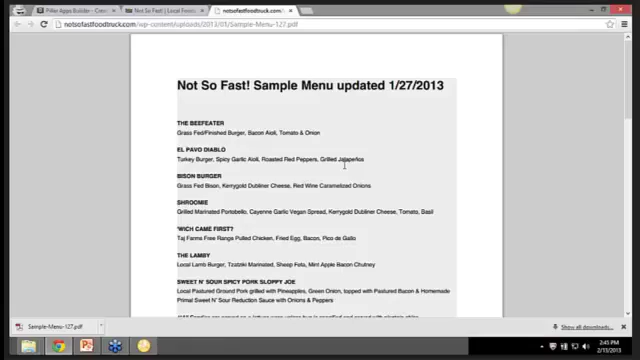 Piller Apps Builder - Crea
Not So Fast! | Local Food
notsofastfoodtruck.com/w
notsofastfoodtruck.com/wp-content/uploads/2013/01/Sample-Menu-127.pdf
Not So Fast! Sample Menu updated 1/27/2013
THE BEEFEATER
Grass Fed/Finished Burger, Bacon Aioli, Tomato & Onion
EL PAVO DIABLO
Turkey Burger, Spicy Garlic Aioli, Roasted Red Peppers, Grilled Jalapeños
BISON BURGER
Grass Fed Bison, Kerrygold Dubliner Cheese, Red Wine Caramelized Onions
SHROOMIE
Grilled Marinated Portobello, Cayenne Garlic Vegan Spread, Kerrygold Dubliner Cheese, Tomato, Basil
'WICH CAME FIRST?
Taj Farms Free Range Pulled Chicken, Fried Egg, Bacon, Pico de Gallo
THE LAMBY
Local Lamb Burger, Tzatziki Marinated, Sheep Feta, Mint Apple Bacon Chutney
SWEET N' SOUR SPICY PORK SLOPPY JOE
Local Pastured Ground Pork grilled with Pineapples, Green Onion, topped with Pastured Bacon & Homemade
Primal Sweet N' Sour Reduction Sauce with Onions & Peppers
Sample-Menu-127.pdf
Show all downloads...
2:45 PM
2/13/2013